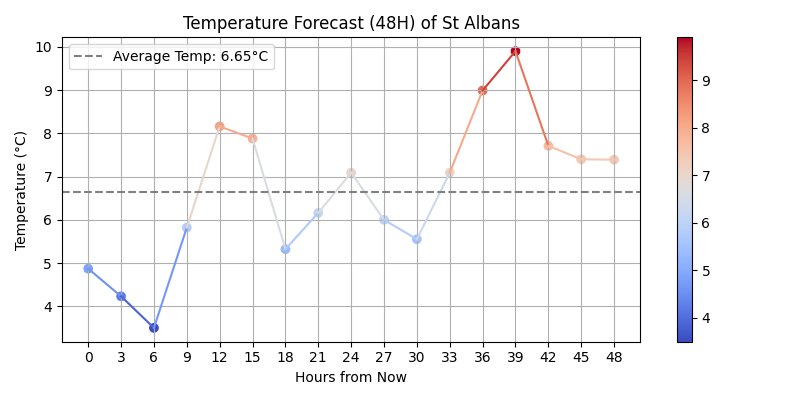 Temperature Forecast (48H) of St Albans
Average Temp: 6.65°C
Temperature (°C)
10
9
8
7
6
5
4
0 3 6 9 12 15 18 21 24 27 30 33 36 39 42 45 48
Hours from Now
9
8
7
6
5
4